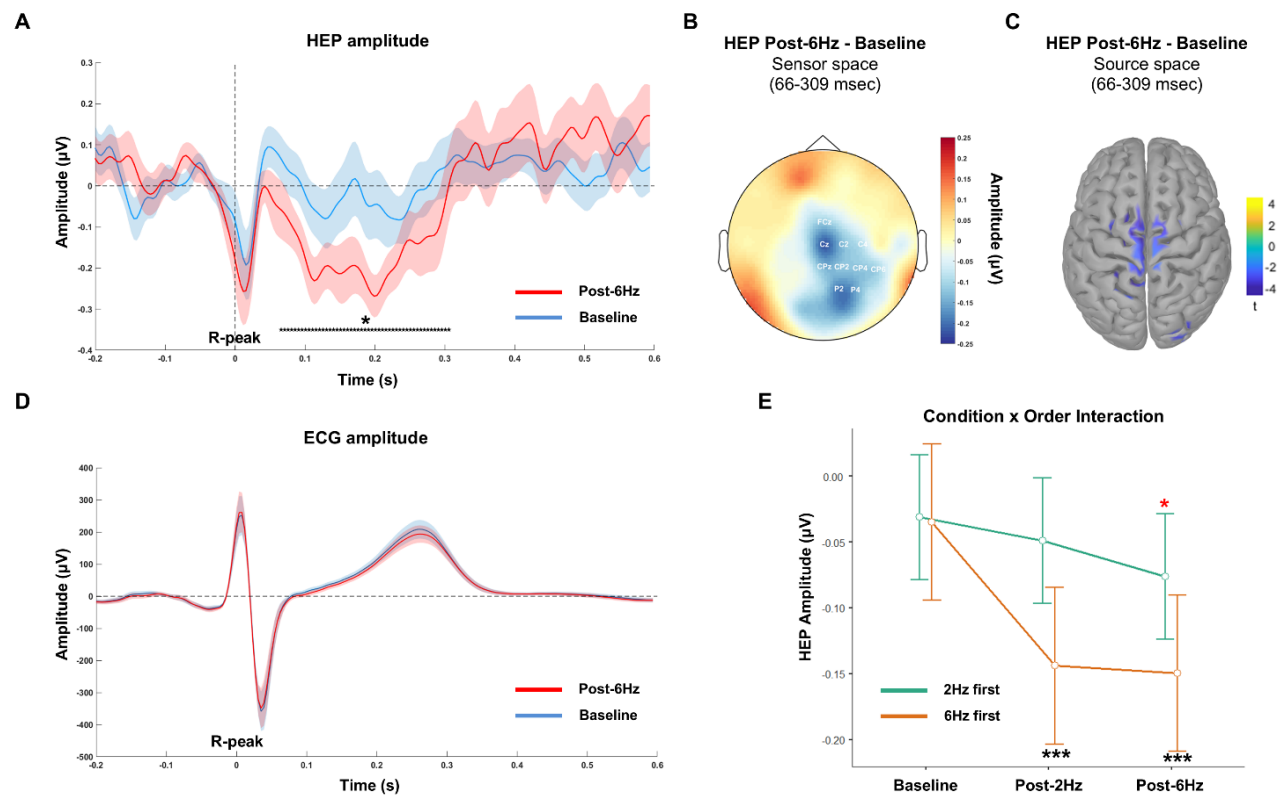 A
HEP amplitude
Amplitude (µV)
0.3
0.2
0.1
0
-0.1
-0.2
-0.3
-0.4
Post-6Hz
Baseline
*
R-peak
-0.2
-0.1
0
0.1
0.2
0.3
0.4
0.5
0.6
Time (s)
B
HEP Post-6Hz - Baseline
Sensor space
(66-309 msec)
FCz
Cz C2 C4
CPz CP2 CP4 CP6
P2 P4
0.25
0.2
0.15
0.1
0.05
0
-0.05
-0.1
-0.15
-0.2
-0.25
Amplitude (µV)
C
HEP Post-6Hz - Baseline
Source space
(66-309 msec)
4
2
0
-2
-4
t
D
ECG amplitude
Amplitude (µV)
400
300
200
100
0
-100
-200
-300
-400
-500
Post-6Hz
Baseline
R-peak
-0.2
-0.1
0
0.1
0.2
0.3
0.4
0.5
0.6
Time (s)
E
Condition x Order Interaction
HEP Amplitude (µV)
0.00
-0.05
-0.10
-0.15
-0.20
*
2Hz first
6Hz first
***
***
Baseline
Post-2Hz
Post-6Hz